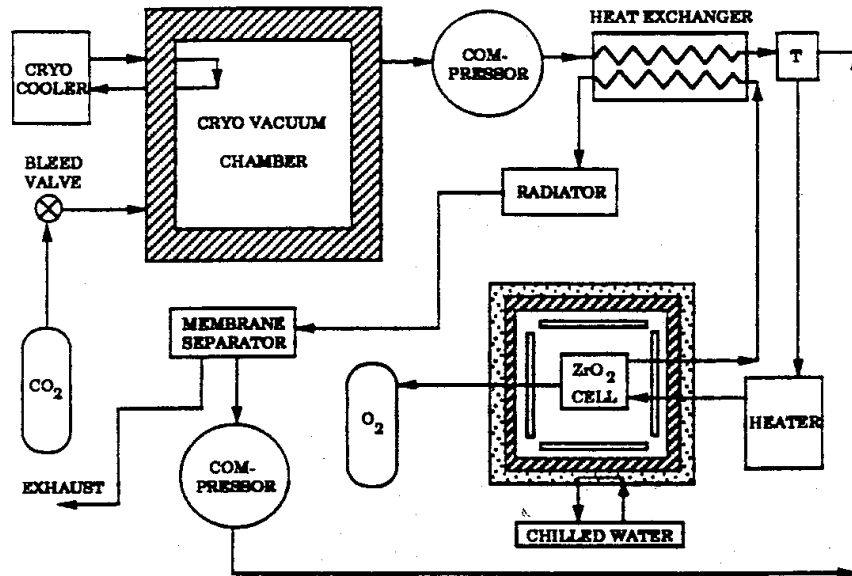 HEAT EXCHANGER
CRYO
COOLER
COM-
PRESSOR
T
CRYO VACUUM
CHAMBER
BLEED
VALVE
RADIATOR
MEMBRANE
SEPARATOR
CO2
O2
ZrO2
CELL
HEATER
COM-
PRESSOR
EXHAUST
CHILLED WATER